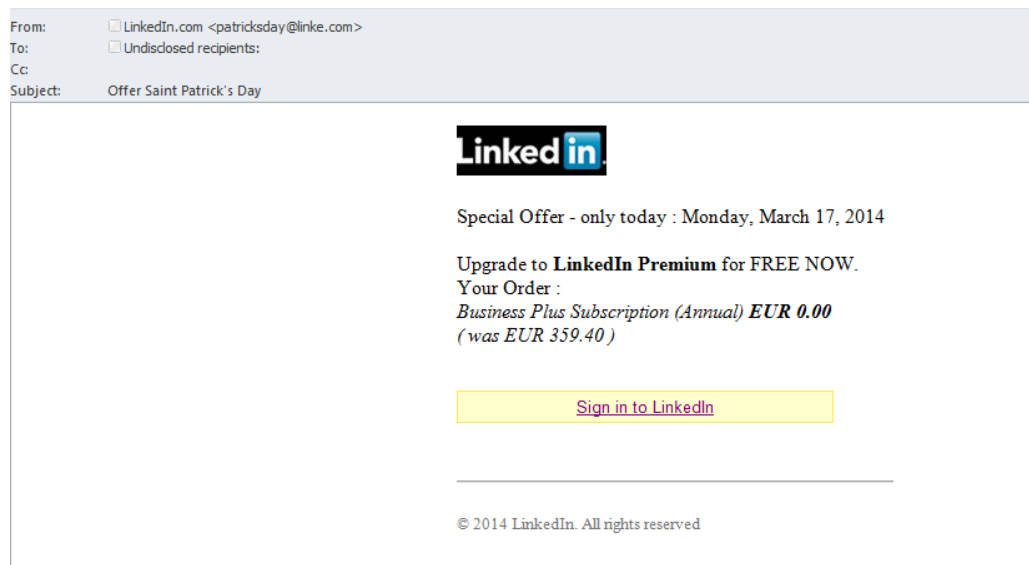 From: LinkedIn.com <patricksday@linke.com>
To: Undisclosed recipients:
Cc:
Subject: Offer Saint Patrick's Day
Linked in.
Special Offer - only today : Monday, March 17, 2014
Upgrade to LinkedIn Premium for FREE NOW.
Your Order :
Business Plus Subscription (Annual) EUR 0.00
( was EUR 359.40 )
Sign in to LinkedIn
© 2014 LinkedIn. All rights reserved